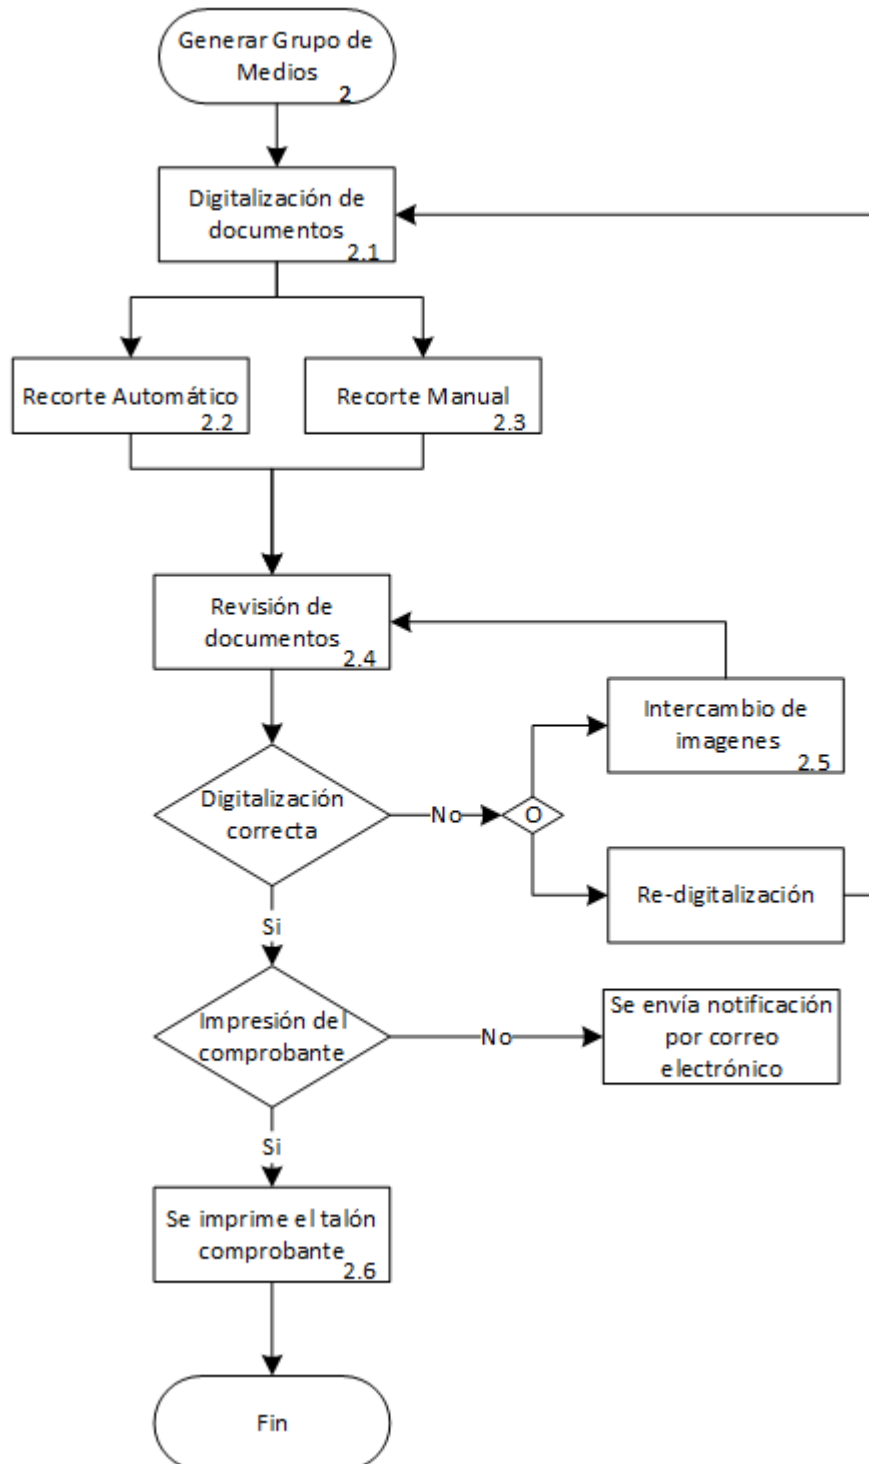 Generar Grupo de
Medios
2
Digitalización de
documentos
2.1
Recorte Automático
2.2
Recorte Manual
2.3
Revisión de
documentos
2.4
Intercambio de
imagenes
2.5
Digitalización
correcta
No
O
Re-digitalización
Si
Impresión del
comprobante
No
Se envía notificación
por correo
electrónico
Si
Se imprime el talón
comprobante
2.6
Fin